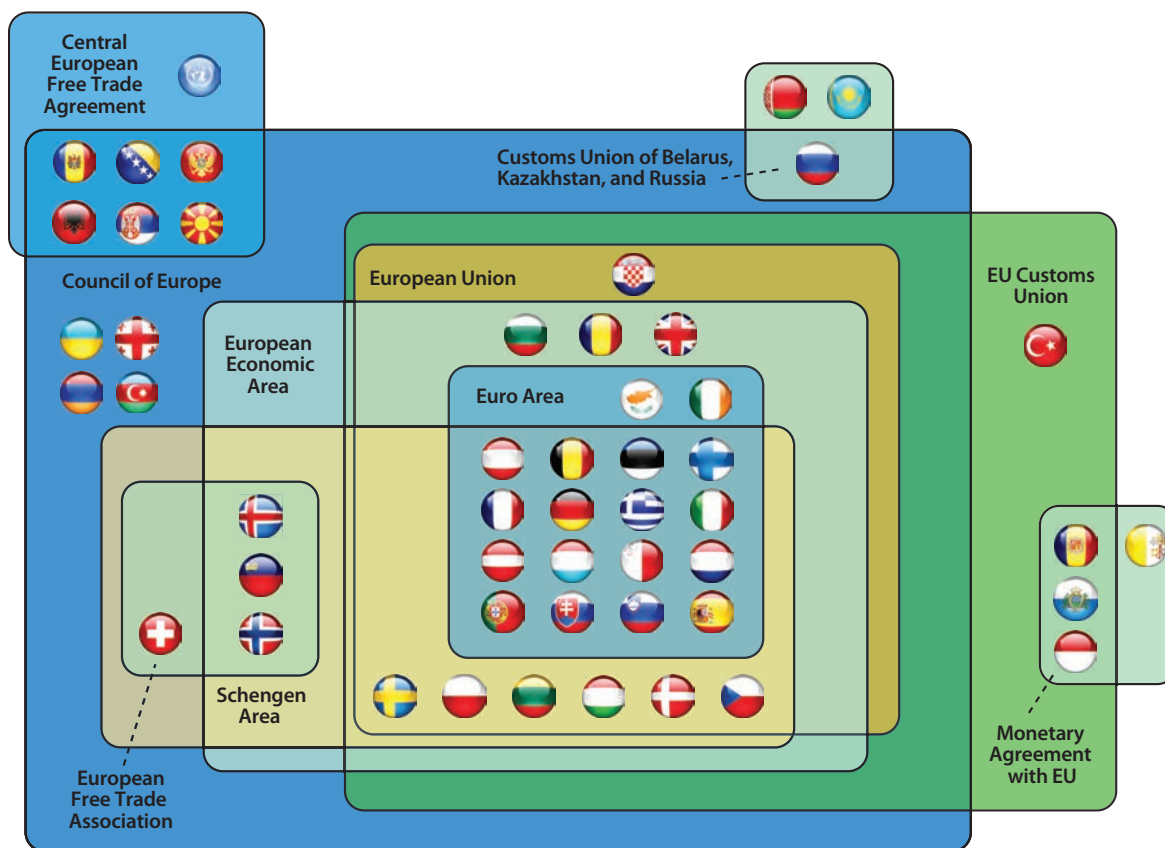 Central
European
Free Trade
Agreement
Customs Union of Belarus,
Kazakhstan, and Russia
Council of Europe
European Union
EU Customs
Union
European
Economic
Area
Euro Area
Schengen
Area
European
Free Trade
Association
Monetary
Agreement
with EU